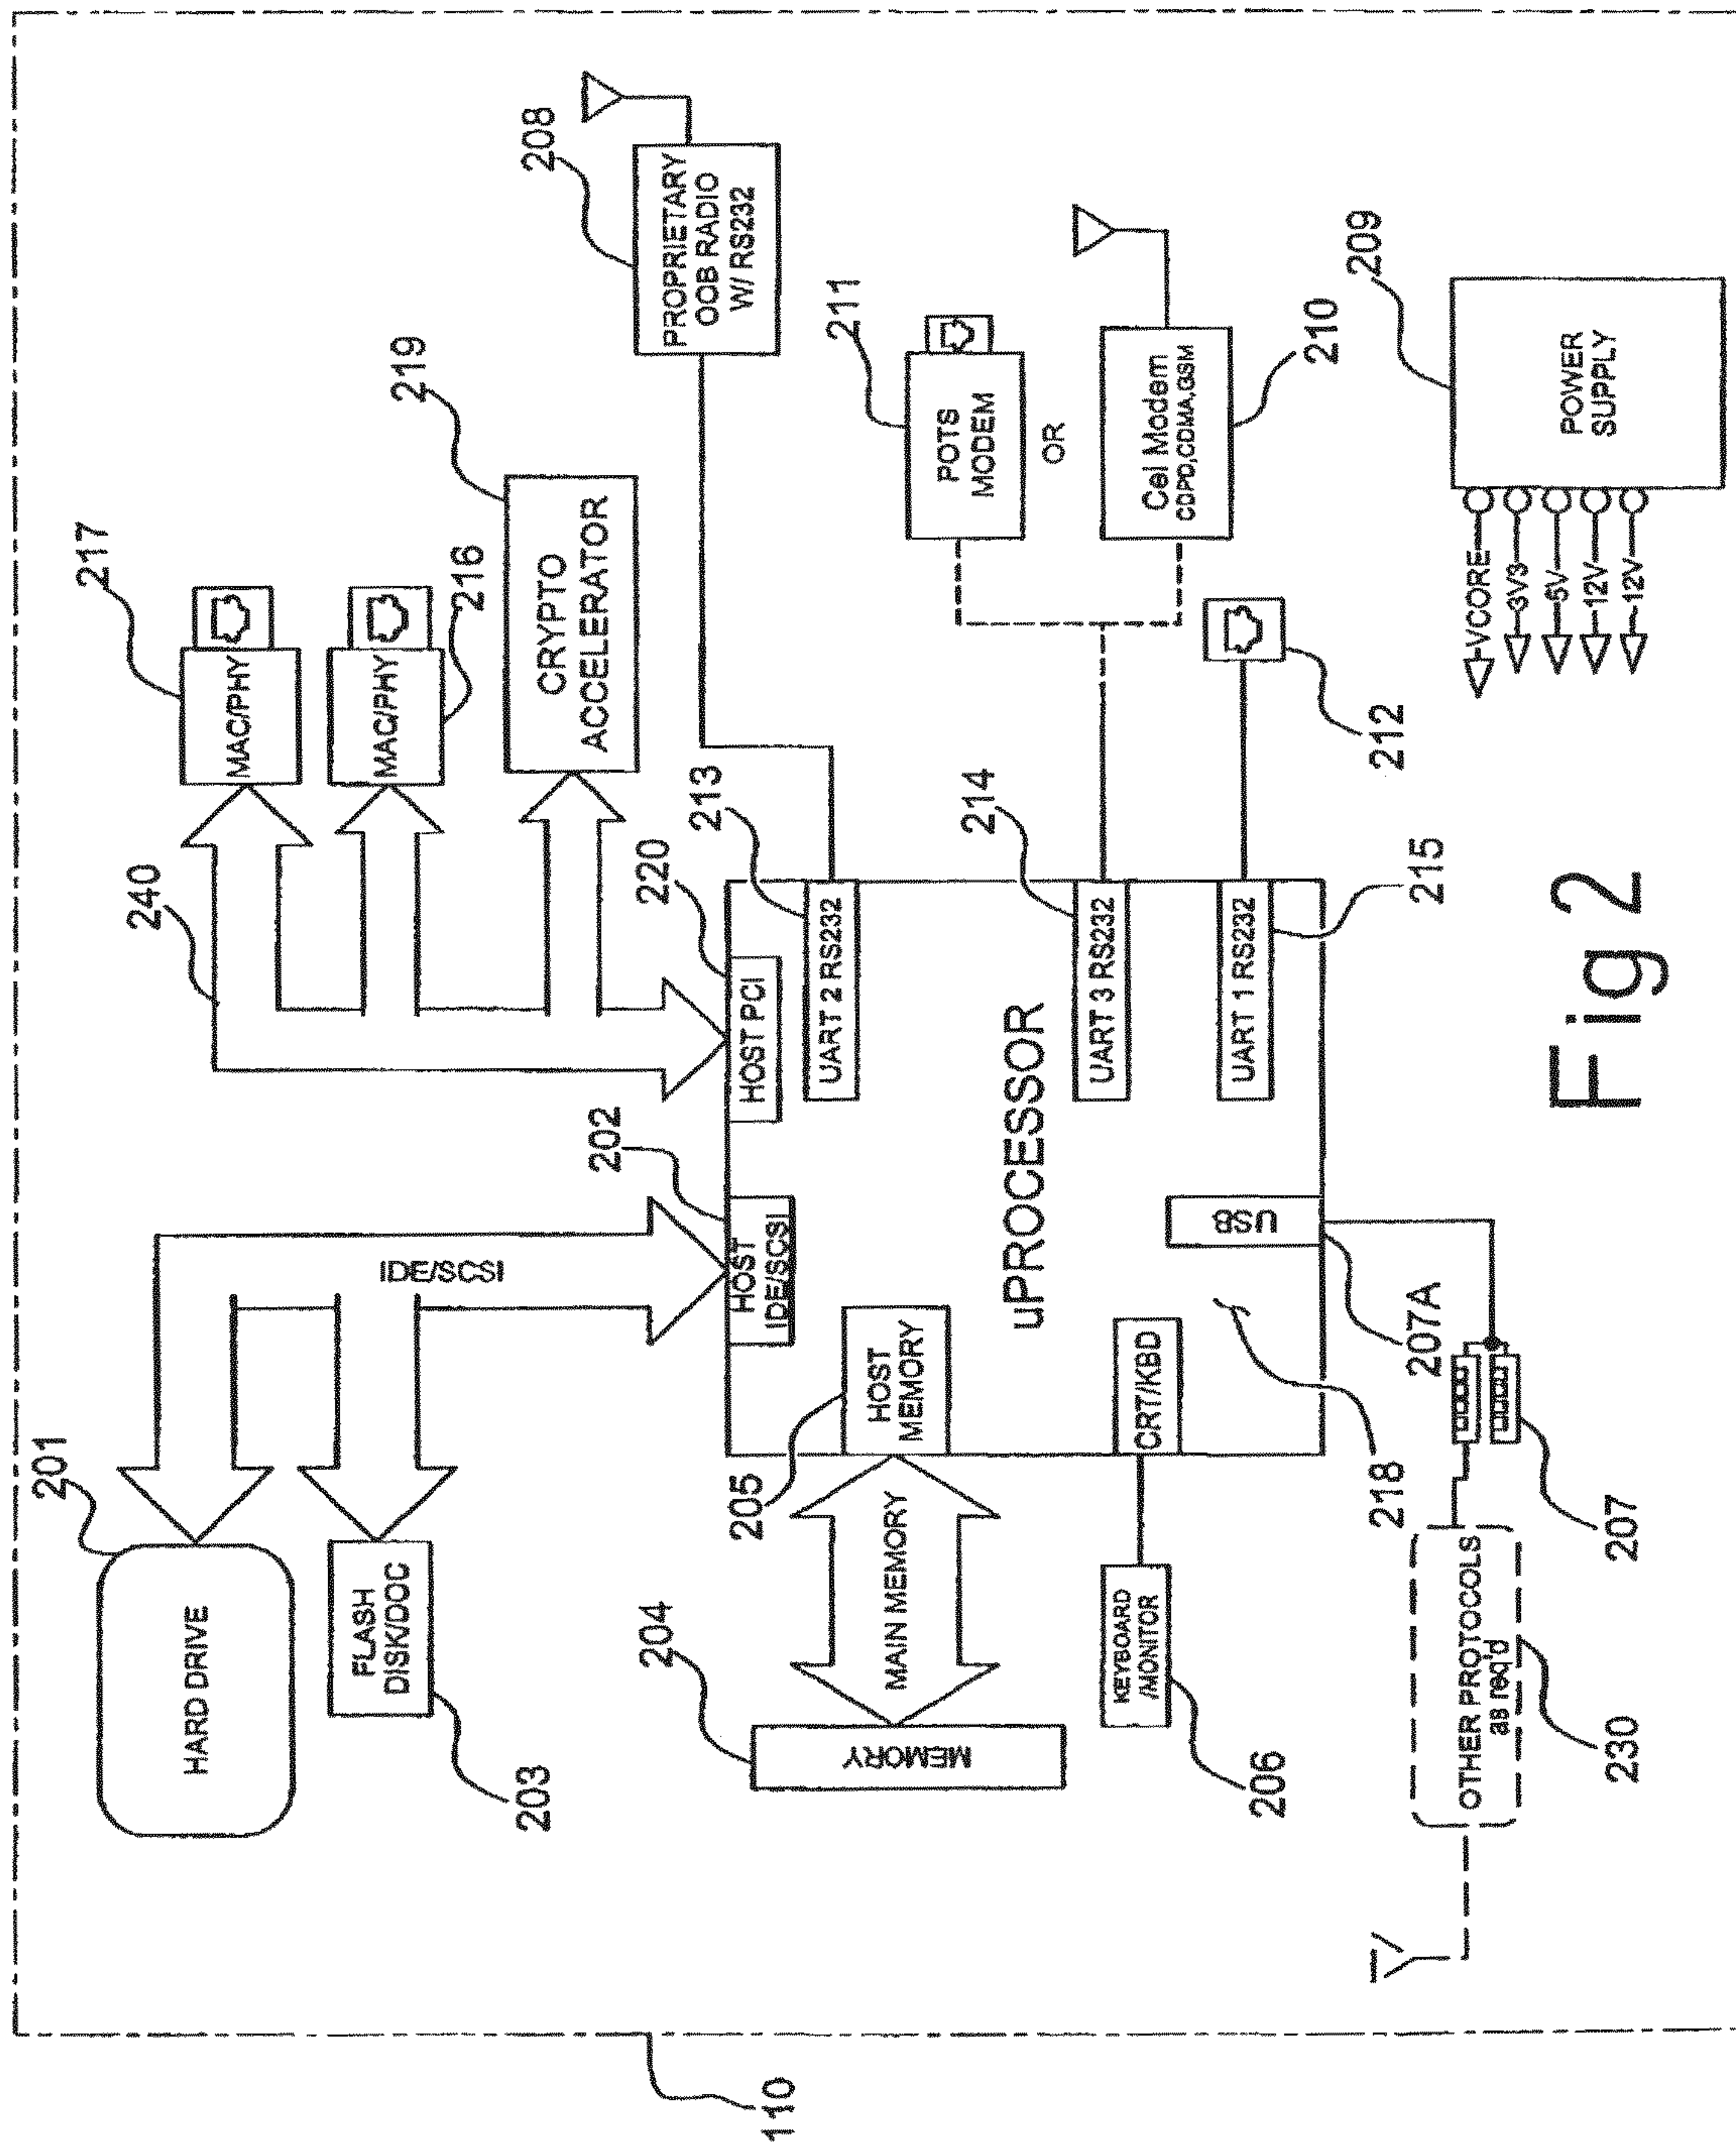 110
201
HARD DRIVE
203
FLASH
DISK/DOC
IDE/SCSI
202
HOST
IDE/SCSI
240
217
MAC/PHY
216
MAC/PHY
219
CRYPTO
ACCELERATOR
220
HOST PCI
208
PROPRIETARY
OOB RADIO
W/ RS232
213
UART 2 RS232
204
MEMORY
MAIN MEMORY
205
HOST
MEMORY
uPROCESSOR
214
UART 3 RS232
211
POTS
MODEM
OR
Cel Modem
CDPD,CDMA,GSM
210
206
KEYBOARD
/MONITOR
CRT/KBD
218
USB
207A
UART 1 RS232
215
212
207
OTHER PROTOCOLS
as req'd
230
209
POWER
SUPPLY
VCORE
3V3
5V
12V
-12V
Fig 2